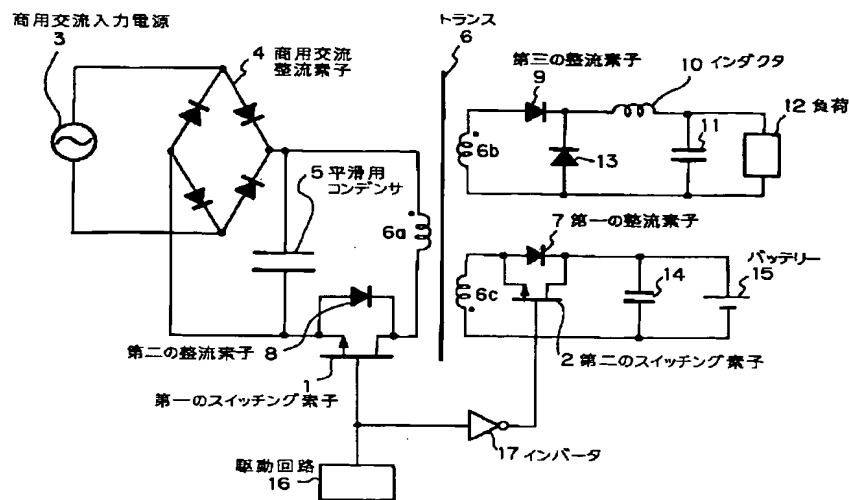 商用交流入力電源
3
4 商用交流
整流素子
5 平滑用
コンデンサ
6a
第二の整流素子 8
1
第一のスイッチング素子
駆動回路
16
17 インバータ
トランス
6
第三の整流素子
9
10 インダクタ
6b
13
11
12 負荷
7 第一の整流素子
6c
14
バッテリー
15
2 第二のスイッチング素子